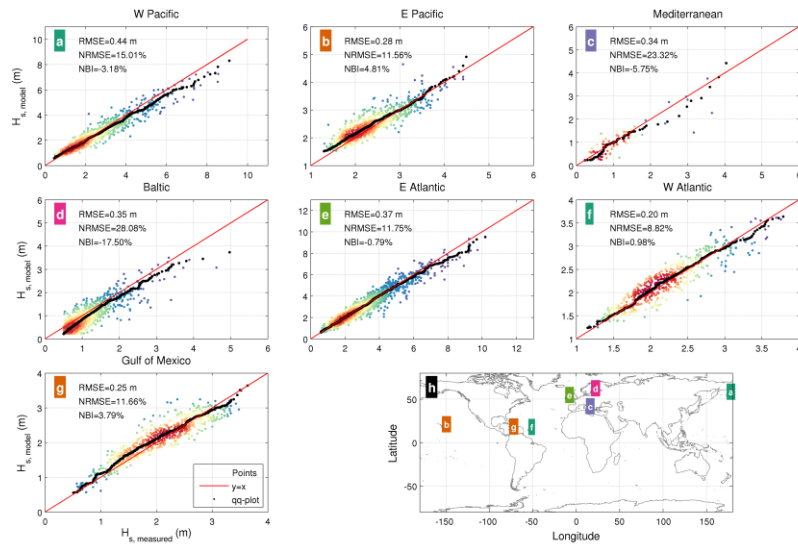 W Pacific
E Pacific
Mediterranean
a
RMSE=0.44 m
NRMSE=15.01%
NBI=-3.18%
b
RMSE=0.28 m
NRMSE=11.56%
NBI=4.81%
c
RMSE=0.34 m
NRMSE=23.32%
NBI=-5.75%
H s, model (m)
10
8
6
4
2
0
0 2 4 6 8 10
6
5
4
3
2
1
1 2 3 4 5 6
6
5
4
3
2
1
0
0 1 2 3 4 5 6
Baltic
E Atlantic
W Atlantic
d
RMSE=0.35 m
NRMSE=28.08%
NBI=-17.50%
e
RMSE=0.37 m
NRMSE=11.75%
NBI=-0.79%
f
RMSE=0.20 m
NRMSE=8.82%
NBI=0.98%
H s, model (m)
6
5
4
3
2
1
0
0 1 2 3 4 5 6
12
10
8
6
4
2
0
0 2 4 6 8 10 12
4
3.5
3
2.5
2
1.5
1
1 1.5 2 2.5 3 3.5 4
Gulf of Mexico
g
RMSE=0.25 m
NRMSE=11.66%
NBI=3.79%
H s, model (m)
4
3
2
1
0
0 1 2 3 4
H s, measured (m)
Points
y=x
qq-plot
h
a
b
c
d
e
f
g
Latitude
50
0
-50
-150 -100 -50 0 50 100 150
Longitude